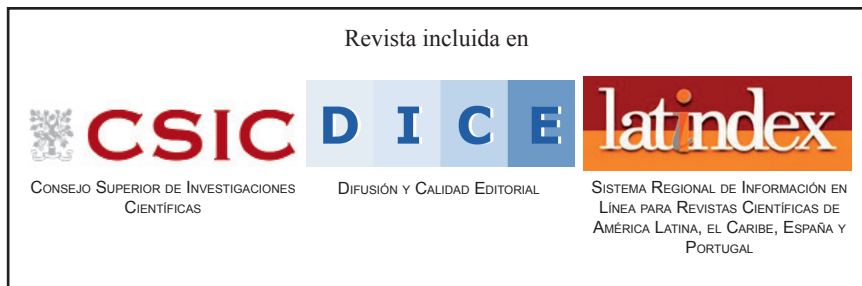 Revista incluida en
CSIC
CONSEJO SUPERIOR DE INVESTIGACIONES
CIENTÍFICAS
DICE
DIFUSIÓN Y CALIDAD EDITORIAL
latindex
SISTEMA REGIONAL DE INFORMACIÓN EN
LÍNEA PARA REVISTAS CIENTÍFICAS DE
AMÉRICA LATINA, EL CARIBE, ESPAÑA Y
PORTUGAL